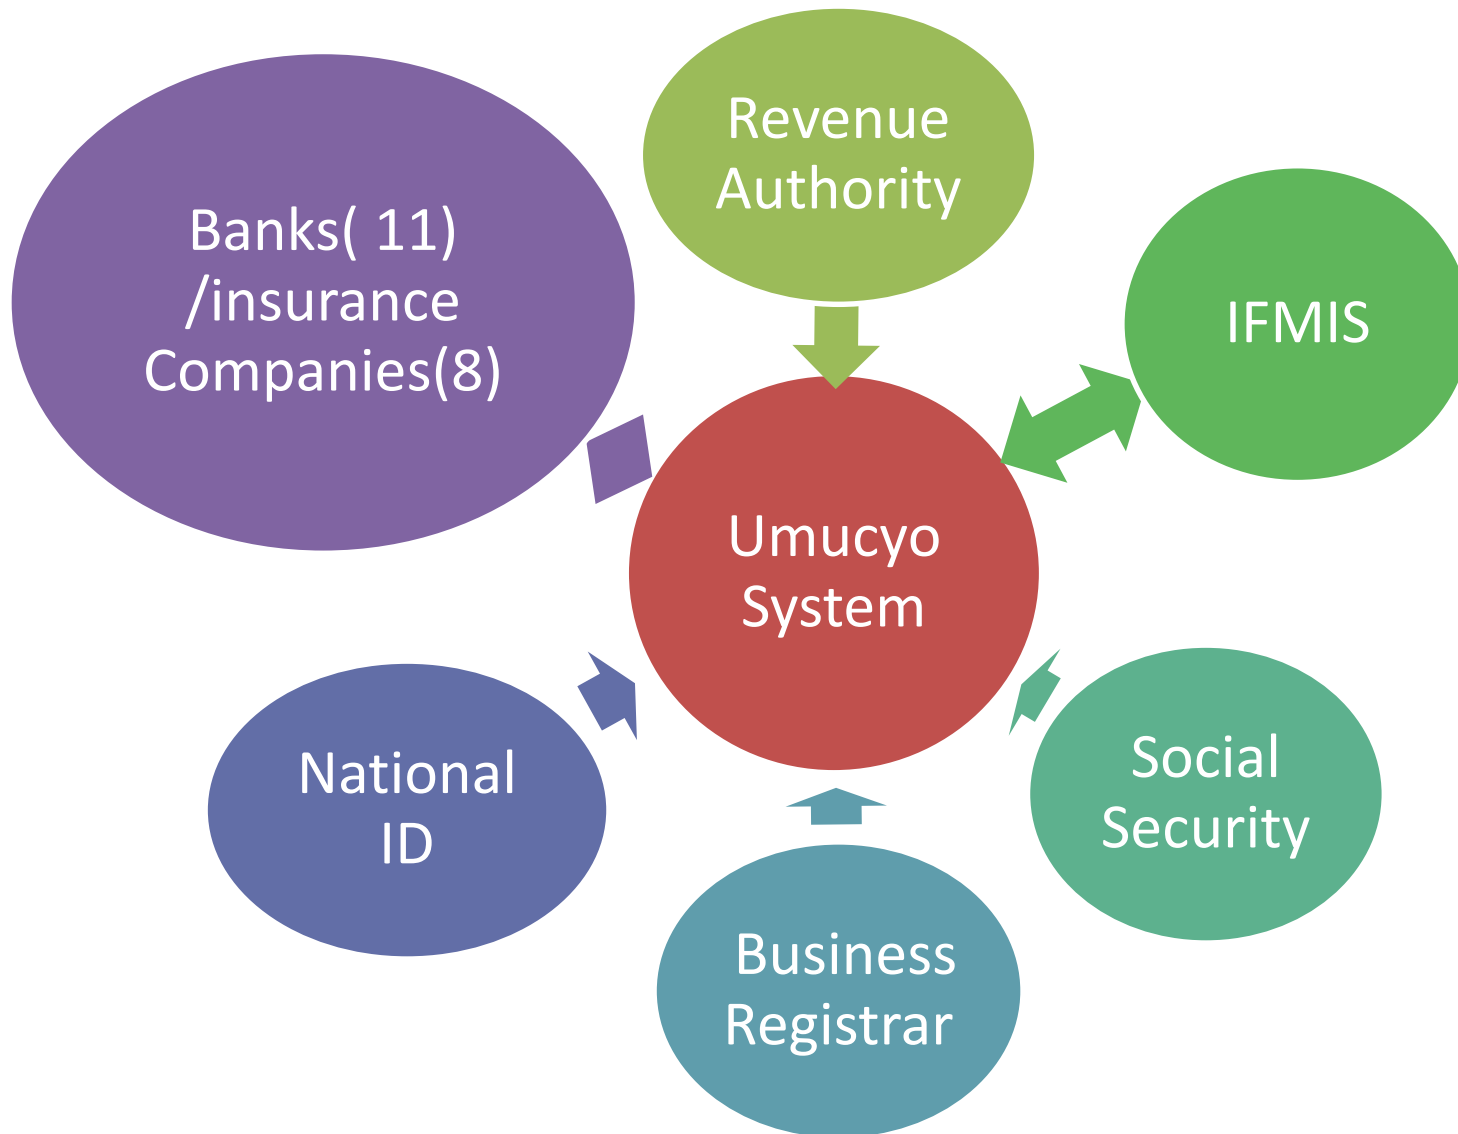 Revenue
Authority
Banks( 11)
/insurance
Companies(8)
IFMIS
Umucyo
System
National
ID
Social
Security
Business
Registrar